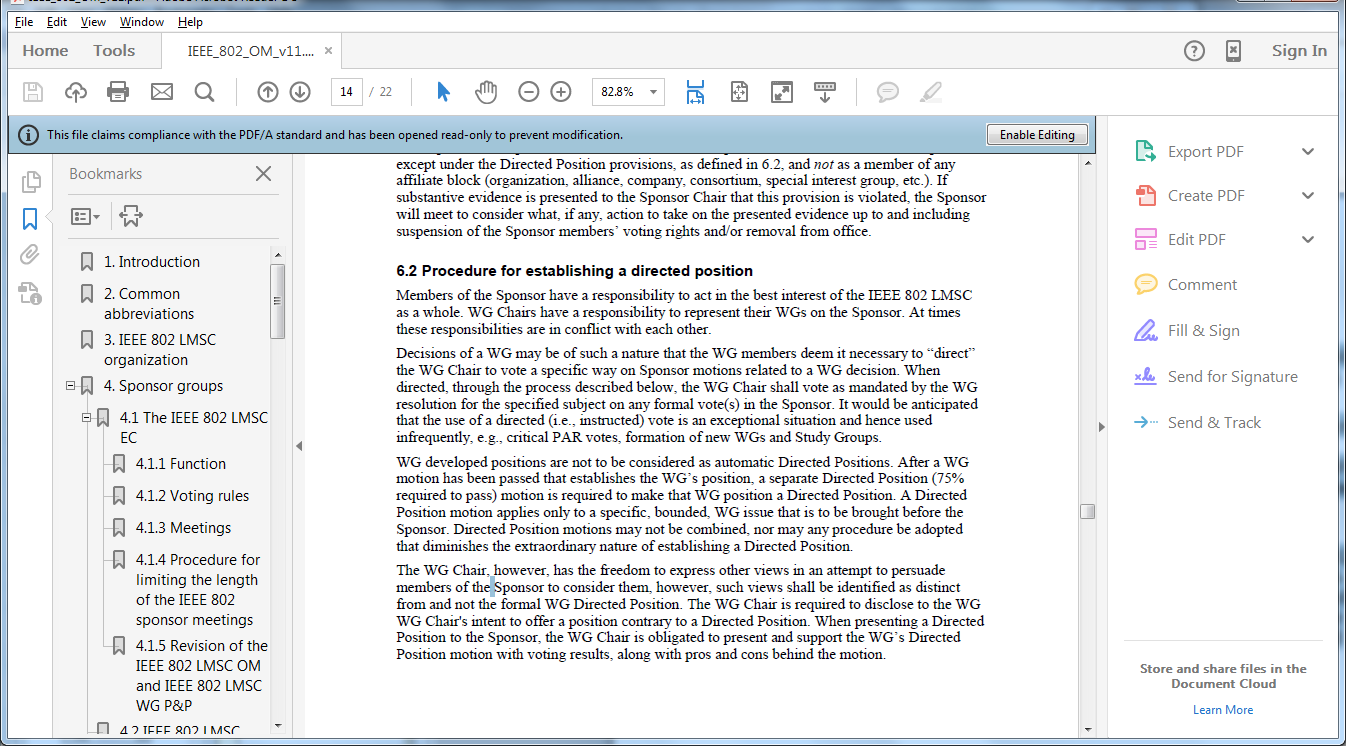 File Edit View Window Help
Home Tools IEEE_802_OM_v11.... × Sign In
14 / 22 82.8%
This file claims compliance with the PDF/A standard and has been opened read-only to prevent modification. Enable Editing
Bookmarks
1. Introduction
2. Common
abbreviations
3. IEEE 802 LMSC
organization
4. Sponsor groups
4.1 The IEEE 802 LMSC
EC
4.1.1 Function
4.1.2 Voting rules
4.1.3 Meetings
4.1.4 Procedure for
limiting the length
of the IEEE 802
sponsor meetings
4.1.5 Revision of the
IEEE 802 LMSC OM
and IEEE 802 LMSC
WG P&P
4.2 IEEE 802 LMSC
except under the Directed Position provisions, as defined in 6.2, and not as a member of any
affiliate block (organization, alliance, company, consortium, special interest group, etc.). If
substantive evidence is presented to the Sponsor Chair that this provision is violated, the Sponsor
will meet to consider what, if any, action to take on the presented evidence up to and including
suspension of the Sponsor members’ voting rights and/or removal from office.
6.2 Procedure for establishing a directed position
Members of the Sponsor have a responsibility to act in the best interest of the IEEE 802 LMSC
as a whole. WG Chairs have a responsibility to represent their WGs on the Sponsor. At times
these responsibilities are in conflict with each other.
Decisions of a WG may be of such a nature that the WG members deem it necessary to “direct”
the WG Chair to vote a specific way on Sponsor motions related to a WG decision. When
directed, through the process described below, the WG Chair shall vote as mandated by the WG
resolution for the specified subject on any formal vote(s) in the Sponsor. It would be anticipated
that the use of a directed (i.e., instructed) vote is an exceptional situation and hence used
infrequently, e.g., critical PAR votes, formation of new WGs and Study Groups.
WG developed positions are not to be considered as automatic Directed Positions. After a WG
motion has been passed that establishes the WG’s position, a separate Directed Position (75%
required to pass) motion is required to make that WG position a Directed Position. A Directed
Position motion applies only to a specific, bounded, WG issue that is to be brought before the
Sponsor. Directed Position motions may not be combined, nor may any procedure be adopted
that diminishes the extraordinary nature of establishing a Directed Position.
The WG Chair, however, has the freedom to express other views in an attempt to persuade
members of the Sponsor to consider them, however, such views shall be identified as distinct
from and not the formal WG Directed Position. The WG Chair is required to disclose to the WG
WG Chair's intent to offer a position contrary to a Directed Position. When presenting a Directed
Position to the Sponsor, the WG Chair is obligated to present and support the WG’s Directed
Position motion with voting results, along with pros and cons behind the motion.
Export PDF
Create PDF
Edit PDF
Comment
Fill & Sign
Send for Signature
Send & Track
Store and share files in the
Document Cloud
Learn More